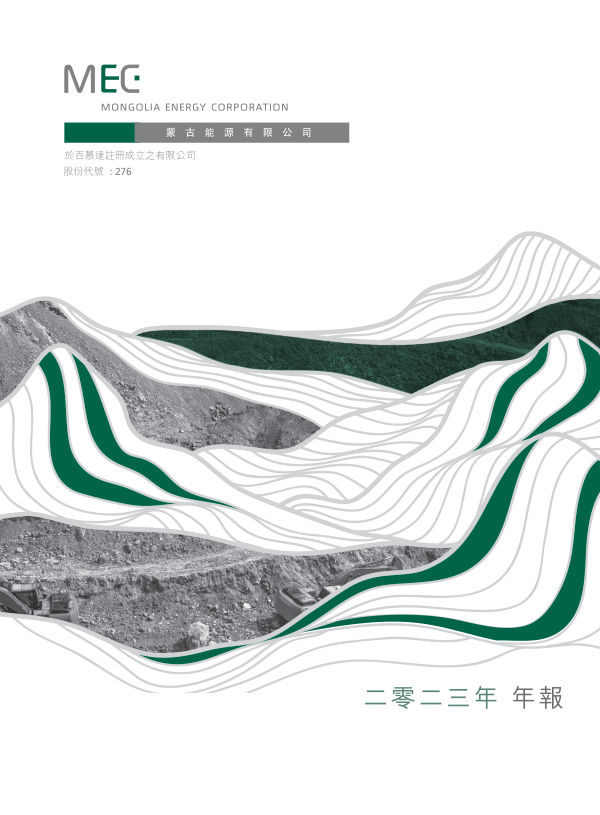 MEC
MONGOLIA ENERGY CORPORATION
蒙古能源有限公司
於百慕達註冊成立之有限公司
股份代號 : 276
二零二三年 年報